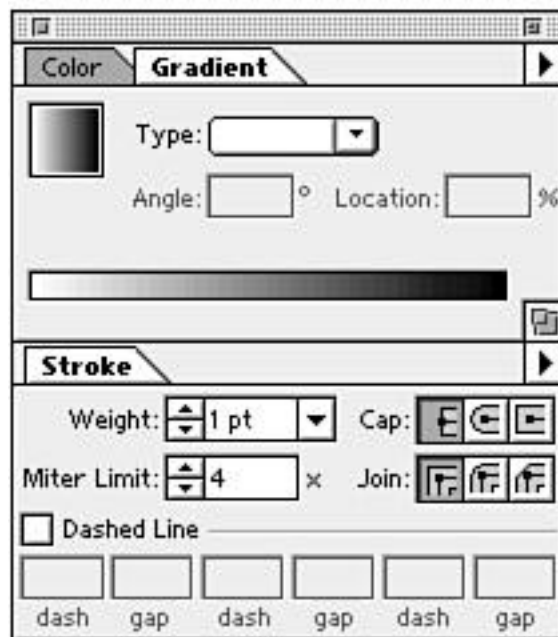 Color Gradient
Type:
Angle: ° Location: %
Stroke
Weight: 1 pt Cap:
Miter Limit: 4 × Join:
Dashed Line
dash gap dash gap dash gap